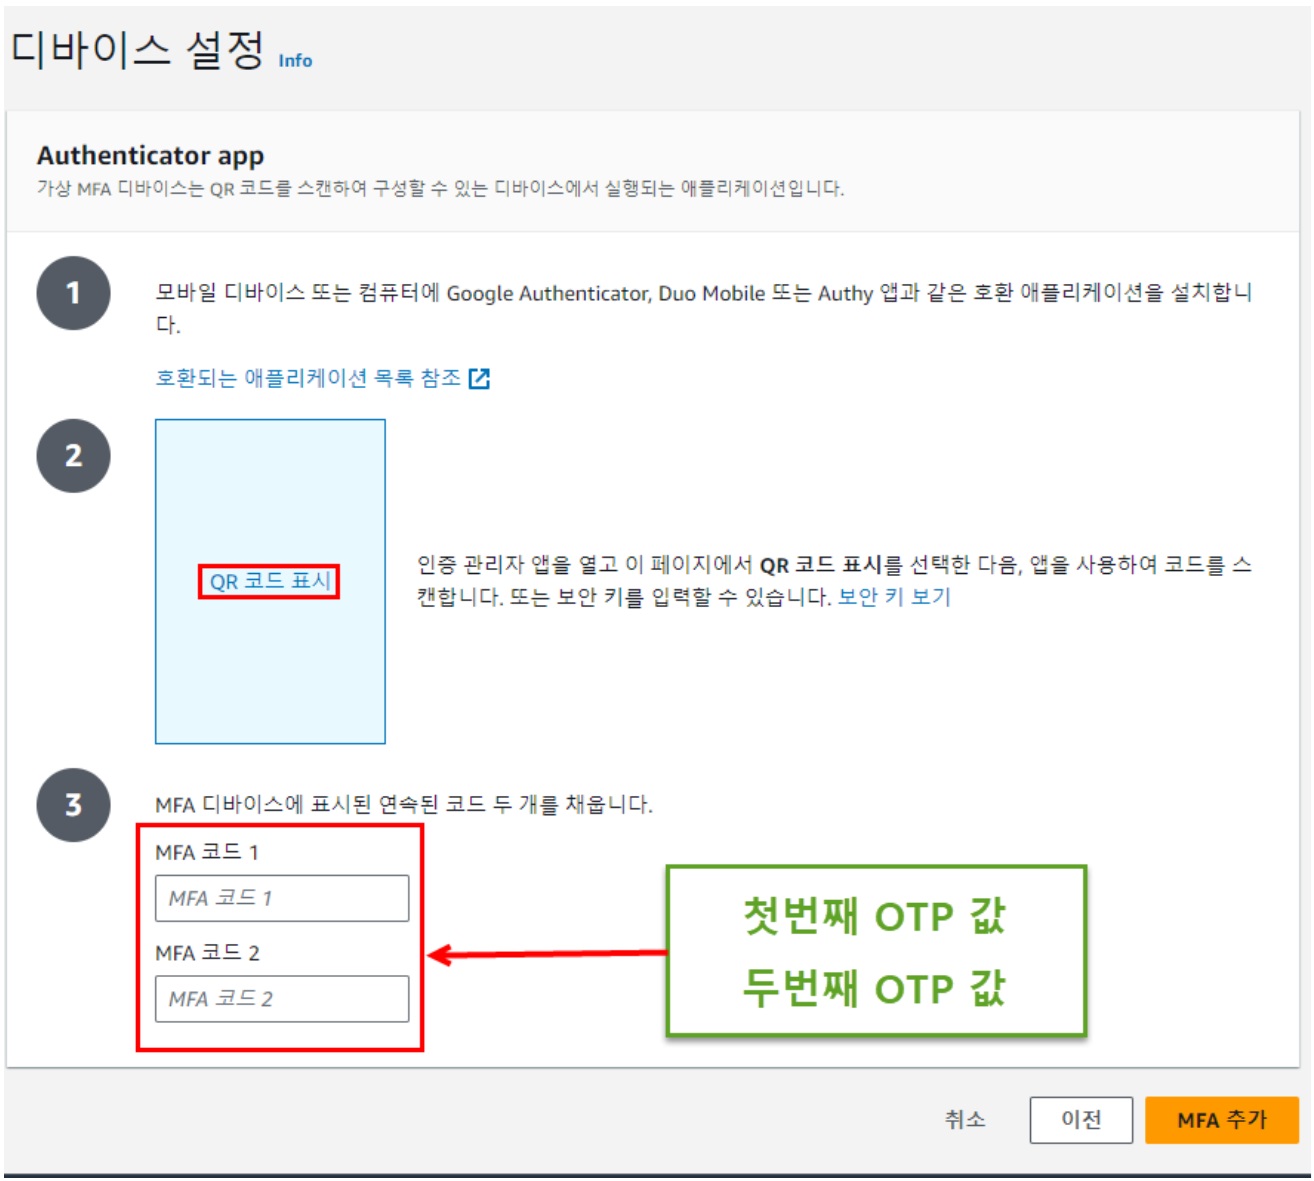 디바이스 설정 Info
Authenticator app
가상 MFA 디바이스는 QR 코드를 스캔하여 구성할 수 있는 디바이스에서 실행되는 애플리케이션입니다.
1
모바일 디바이스 또는 컴퓨터에 Google Authenticator, Duo Mobile 또는 Authy 앱과 같은 호환 애플리케이션을 설치합니
다.
호환되는 애플리케이션 목록 참조
2
QR 코드 표시
인증 관리자 앱을 열고 이 페이지에서 QR 코드 표시를 선택한 다음, 앱을 사용하여 코드를 스
캔합니다. 또는 보안 키를 입력할 수 있습니다. 보안 키 보기
3
MFA 디바이스에 표시된 연속된 코드 두 개를 채웁니다.
MFA 코드 1
MFA 코드 1
MFA 코드 2
MFA 코드 2
첫번째 OTP 값
두번째 OTP 값
취소
이전
MFA 추가